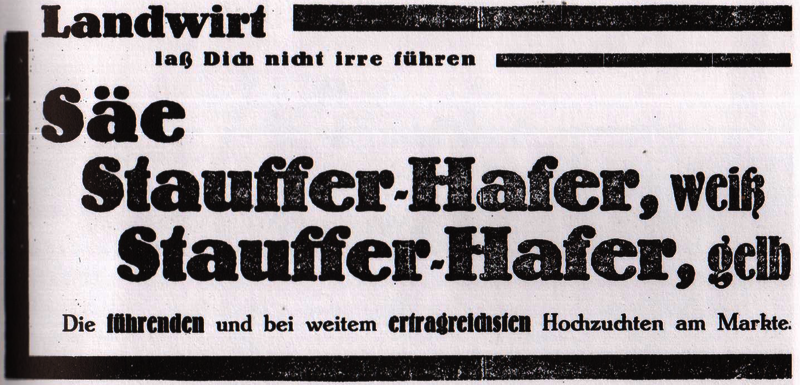 Landwirt
laß Dich nicht irre führen
Säe
Stauffer-Hafer, weiß
Stauffer-Hafer, gelb
Die führenden und bei weitem ertragreichsten Hochzuchten am Markte.